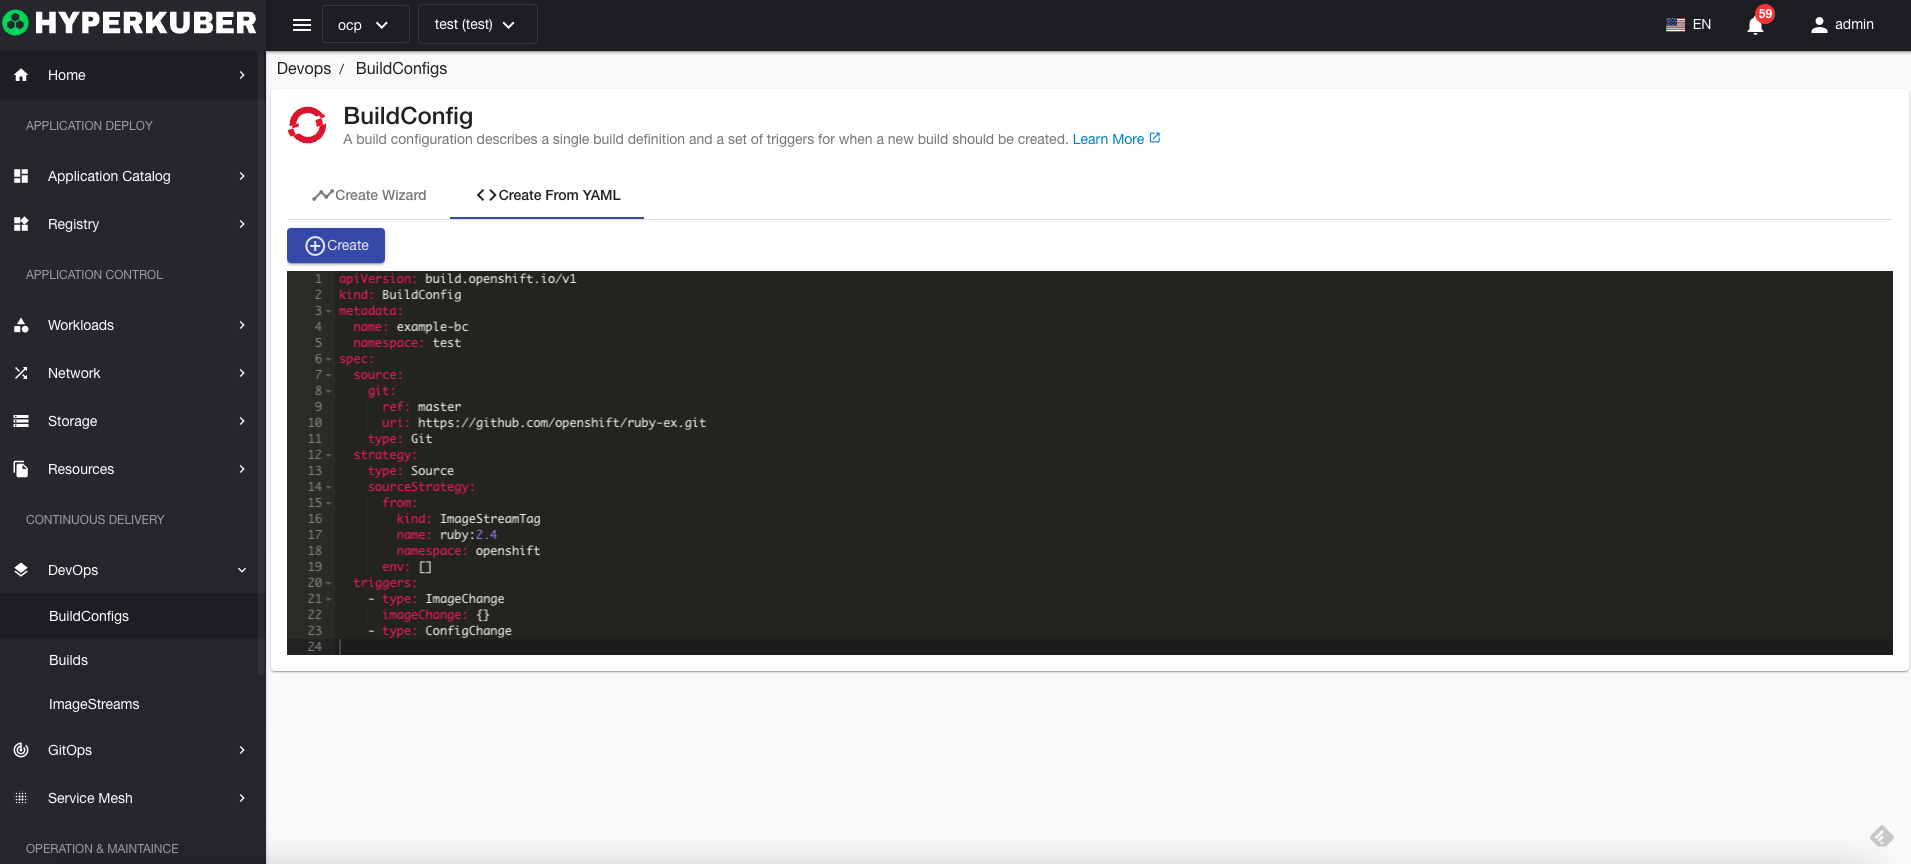 HYPERKUBER
ocp
test (test)
EN
59
admin
Home
APPLICATION DEPLOY
Application Catalog
Registry
APPLICATION CONTROL
Workloads
Network
Storage
Resources
CONTINUOUS DELIVERY
DevOps
BuildConfigs
Builds
ImageStreams
GitOps
Service Mesh
OPERATION & MAINTAINCE
Devops / BuildConfigs
BuildConfig
A build configuration describes a single build definition and a set of triggers for when a new build should be created. Learn More
Create Wizard
Create From YAML
Create
1 apiVersion: build.openshift.io/v1
2 kind: BuildConfig
3 metadata:
4   name: example-bc
5   namespace: test
6 spec:
7   source:
8     git:
9       ref: master
10       uri: https://github.com/openshift/ruby-ex.git
11     type: Git
12   strategy:
13     type: Source
14     sourceStrategy:
15       from:
16         kind: ImageStreamTag
17         name: ruby:2.4
18         namespace: openshift
19       env: []
20   triggers:
21     - type: ImageChange
22       imageChange: {}
23     - type: ConfigChange
24